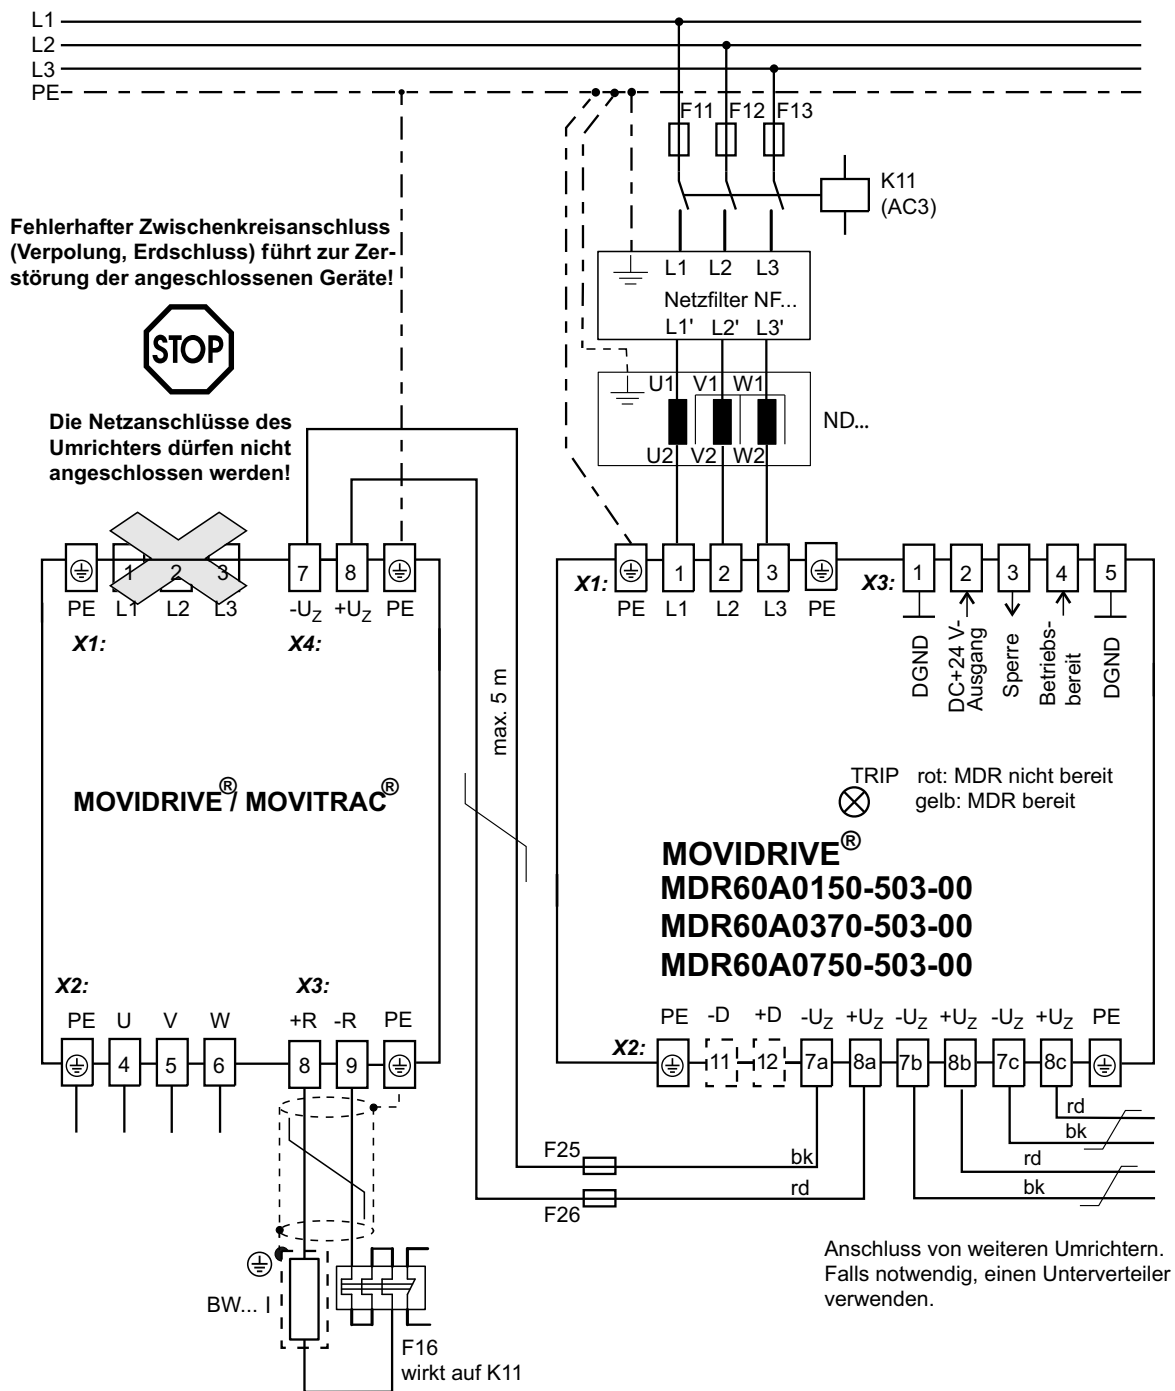 L1
L2
L3
PE
F11 F12 F13
K11
(AC3)
Fehlerhafter Zwischenkreisanschluss
(Verpolung, Erdschluss) führt zur Zer-
störung der angeschlossenen Geräte!
STOP
Die Netzanschlüsse des
Umrichters dürfen nicht
angeschlossen werden!
L1 L2 L3
Netzfilter NF...
L1' L2' L3'
U1 V1 W1
ND...
U2 V2 W2
1 2 3 7 8
PE L1 L2 L3 -UZ +UZ PE
X1: X4:
X1: 1 2 3
PE L1 L2 L3 PE
X3: 1 2 3 4 5
DGND
DC+24 V-
Ausgang
Sperre
Betriebs-
bereit
DGND
max. 5 m
TRIP rot: MDR nicht bereit
gelb: MDR bereit
MOVIDRIVE® / MOVITRAC®
MOVIDRIVE®
MDR60A0150-503-00
MDR60A0370-503-00
MDR60A0750-503-00
X2: X3:
PE U V W +R -R PE
4 5 6 8 9
PE -D +D -UZ +UZ -UZ +UZ -UZ +UZ PE
X2: 11 12 7a 8a 7b 8b 7c 8c
rd
bk
rd
bk
F25 bk
F26 rd
Anschluss von weiteren Umrichtern.
Falls notwendig, einen Unterverteiler
verwenden.
BW...
F16
wirkt auf K11